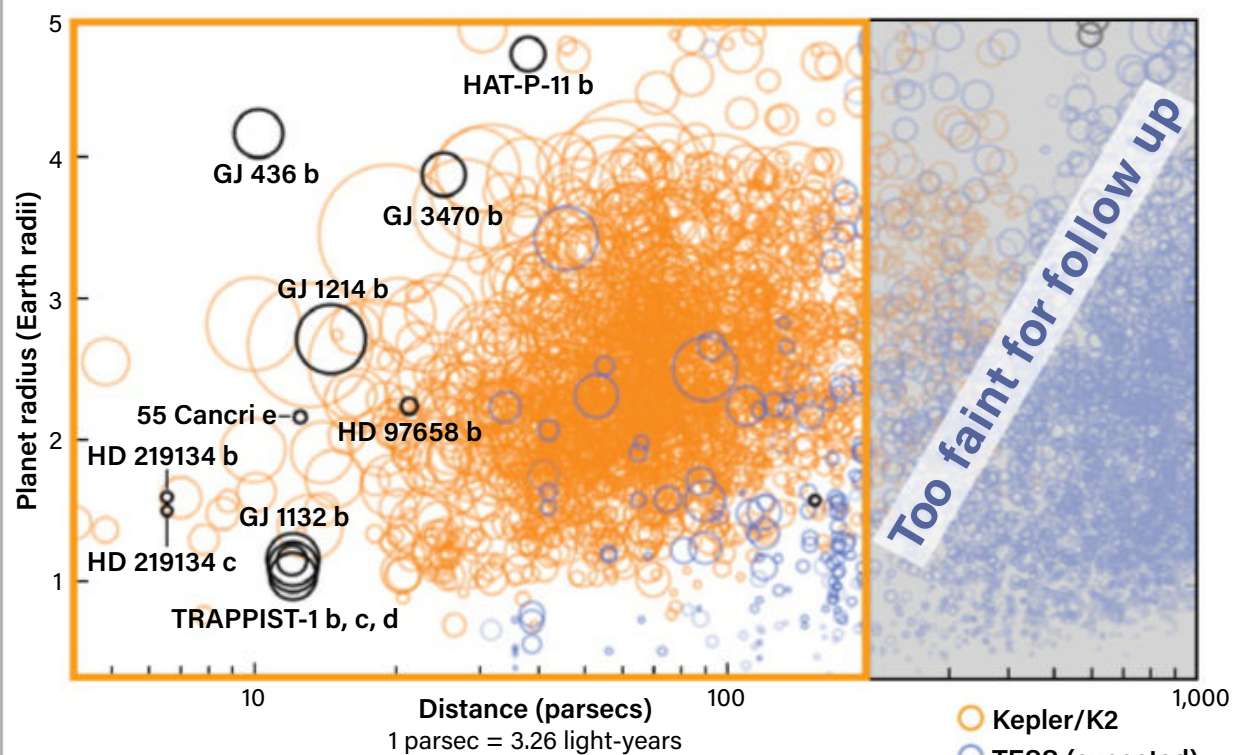 5
4
3
2
1
Planet radius (Earth radii)
HAT-P-11 b
GJ 436 b
GJ 3470 b
GJ 1214 b
55 Cancri e
HD 97658 b
HD 219134 b
GJ 1132 b
HD 219134 c
TRAPPIST-1 b, c, d
Too faint for follow up
10
100
1,000
Distance (parsecs)
1 parsec = 3.26 light-years
Kepler/K2
TESS (expected)